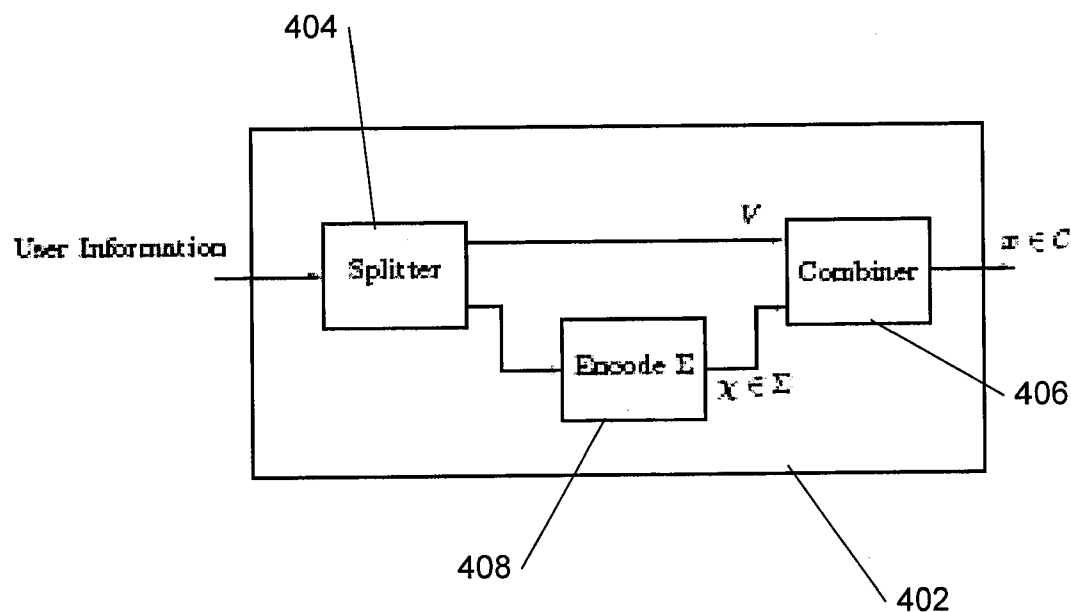 404
User Information
Splitter
V
Combiner
x ∈ C
Encode Σ
χ ∈ Σ
406
408
402